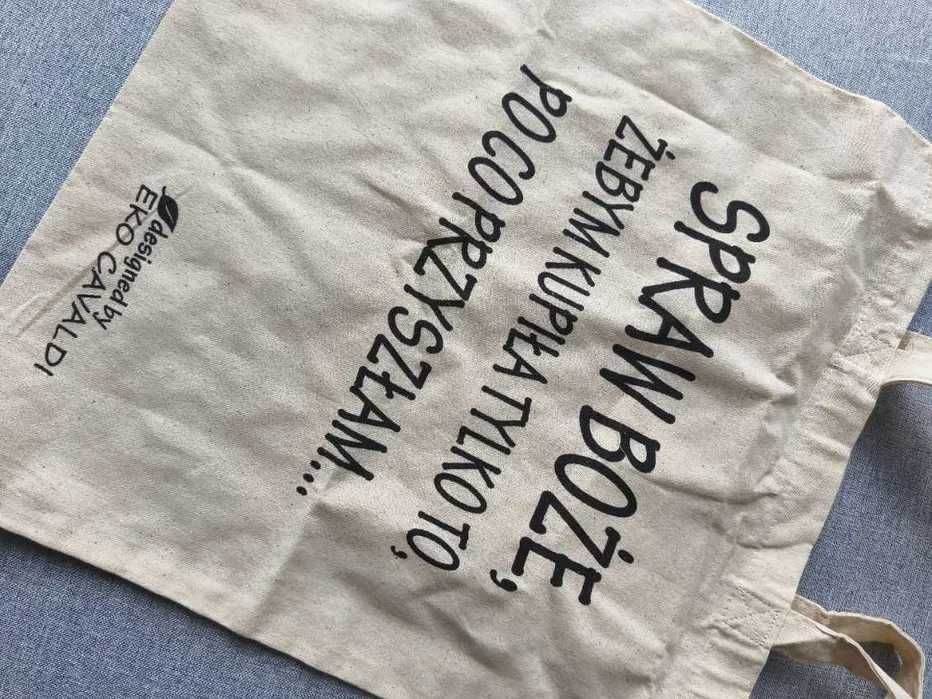 SPRAW BOŻE,
ŻEBYM KUPIŁA TYLKO TO,
PO CO PRZYSZŁAM...
designed by
EKO CAVALDI